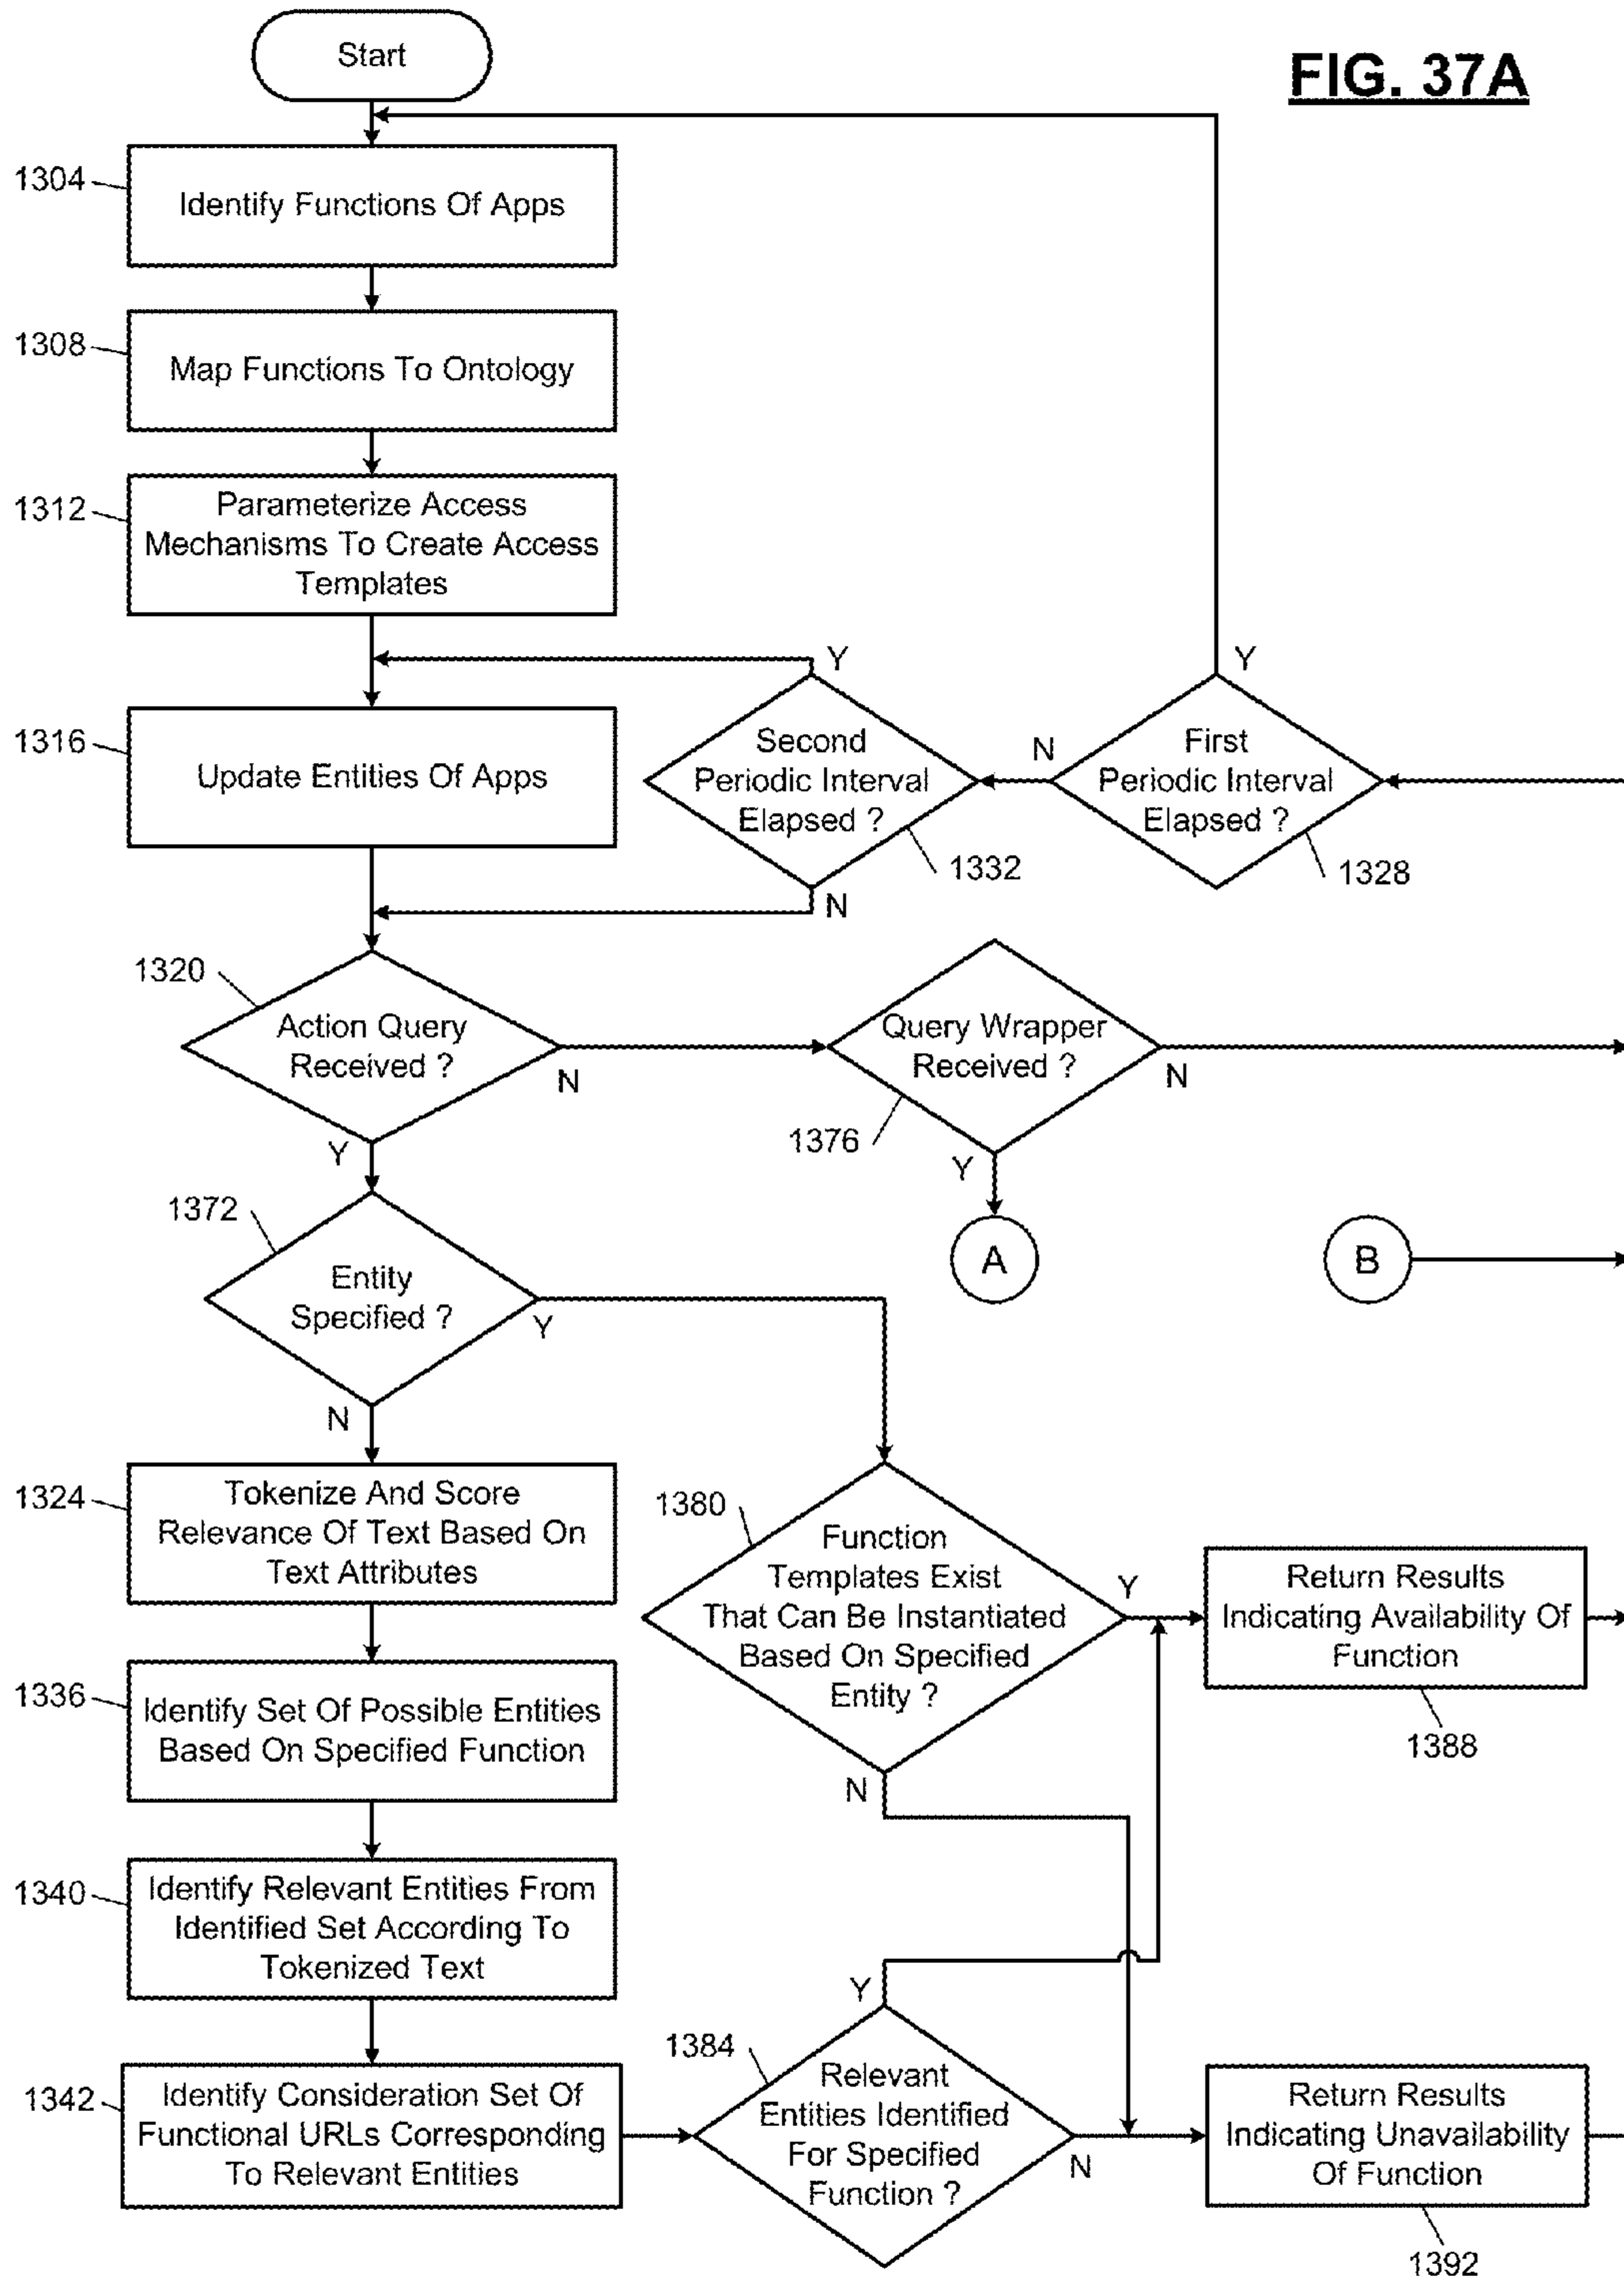 Start
FIG. 37A
1304
Identify Functions Of Apps
1308
Map Functions To Ontology
1312
Parameterize Access
Mechanisms To Create Access
Templates
1316
Update Entities Of Apps
Y
Second
Periodic Interval
Elapsed ?
1332
N
Y
N
First
Periodic Interval
Elapsed ?
1328
1320
Action Query
Received ?
N
Y
Query Wrapper
Received ?
N
1376
Y
A
B
1372
Entity
Specified ?
Y
N
1324
Tokenize And Score
Relevance Of Text Based On
Text Attributes
1336
Identify Set Of Possible Entities
Based On Specified Function
1340
Identify Relevant Entities From
Identified Set According To
Tokenized Text
1342
Identify Consideration Set Of
Functional URLs Corresponding
To Relevant Entities
1380
Function
Templates Exist
That Can Be Instantiated
Based On Specified
Entity ?
Y
N
Return Results
Indicating Availability Of
Function
1388
1384
Y
Relevant
Entities Identified
For Specified
Function ?
N
Return Results
Indicating Unavailability
Of Function
1392